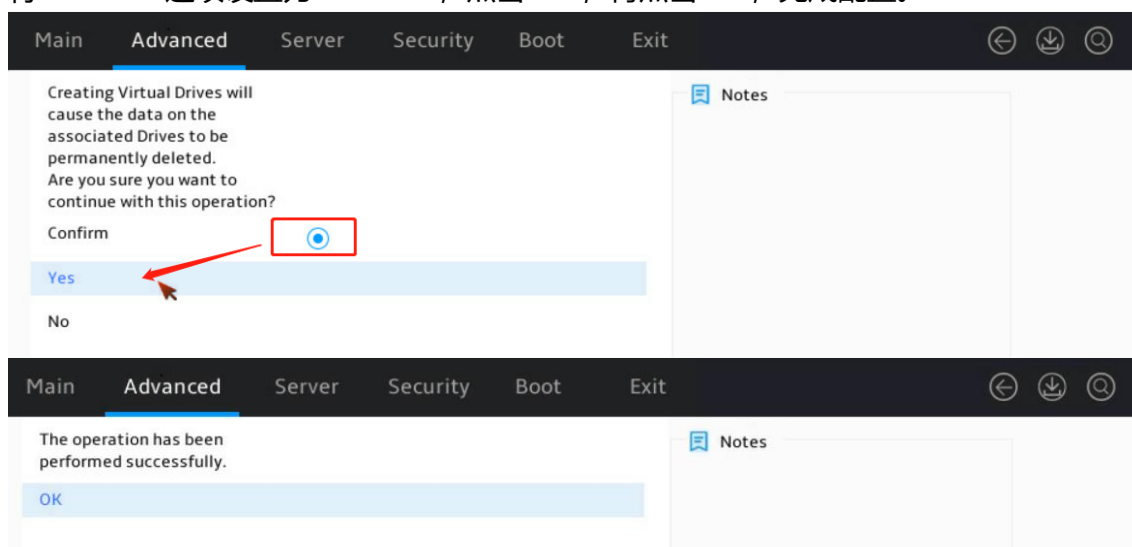 Main Advanced Server Security Boot Exit
Creating Virtual Drives will
cause the data on the
associated Drives to be
permanently deleted.
Are you sure you want to
continue with this operation?
Confirm
Yes
No
Notes
Main Advanced Server Security Boot Exit
The operation has been
performed successfully.
OK
Notes